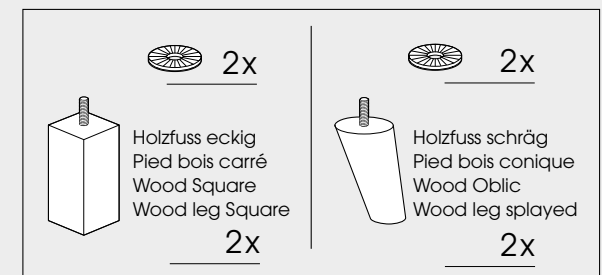 2x
Holzfuss eckig
Pied bois carré
Wood Square
Wood leg Square
2x
2x
Holzfuss schräg
Pied bois conique
Wood Oblic
Wood leg splayed
2x